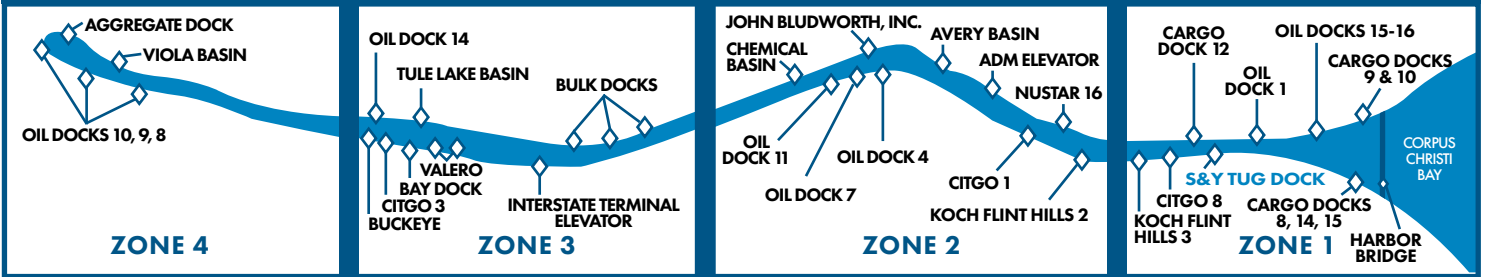 AGGREGATE DOCK
VIOLA BASIN
OIL DOCKS 10, 9, 8
ZONE 4
OIL DOCK 14
TULE LAKE BASIN
BULK DOCKS
VALERO
BAY DOCK
CITGO 3
BUCKEYE
INTERSTATE TERMINAL
ELEVATOR
ZONE 3
JOHN BLUDWORTH, INC.
CHEMICAL
BASIN
AVERY BASIN
ADM ELEVATOR
NUSTAR 16
OIL
DOCK 11
OIL DOCK 7
OIL DOCK 4
CITGO 1
KOCH FLINT HILLS 2
ZONE 2
CARGO
DOCK 12
OIL DOCKS 15-16
OIL
DOCK 1
CARGO DOCKS
9 & 10
CORPUS
CHRISTI
BAY
S&Y TUG DOCK
CITGO 8
KOCH FLINT
HILLS 3
CARGO DOCKS
8, 14, 15
HARBOR
BRIDGE
ZONE 1